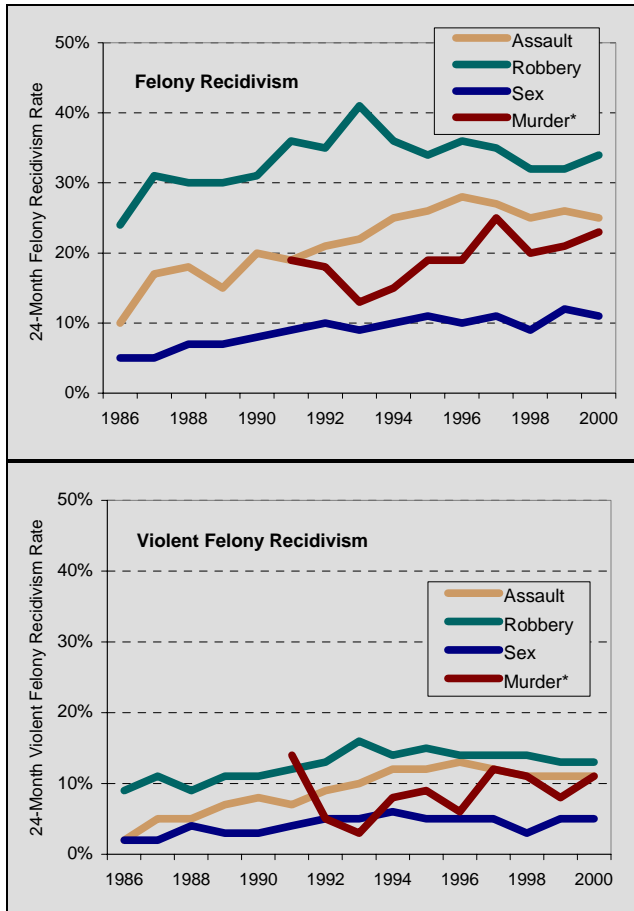 50%
Assault
Felony Recidivism
Robbery
Sex
40%
Murder*
30%
20%
10%
0%
24-Month Felony Recidivism Rate
1986 1988 1990 1992 1994 1996 1998 2000
50%
Violent Felony Recidivism
40%
Assault
Robbery
30%
Sex
Murder*
20%
10%
0%
24-Month Violent Felony Recidivism Rate
1986 1988 1990 1992 1994 1996 1998 2000